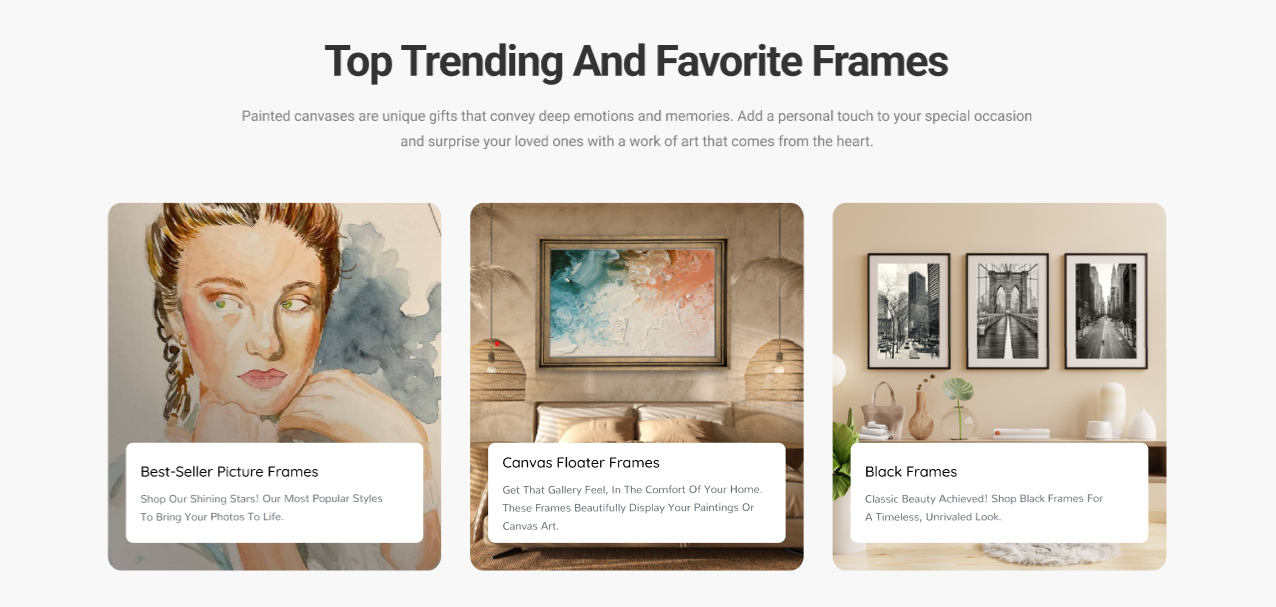 Top Trending And Favorite Frames
Painted canvases are unique gifts that convey deep emotions and memories. Add a personal touch to your special occasion
and surprise your loved ones with a work of art that comes from the heart.
Best-Seller Picture Frames
Shop Our Shining Stars! Our Most Popular Styles
To Bring Your Photos To Life.
Canvas Floater Frames
Get That Gallery Feel, In The Comfort Of Your Home.
These Frames Beautifully Display Your Paintings Or
Canvas Art.
Black Frames
Classic Beauty Achieved! Shop Black Frames For
A Timeless, Unrivaled Look.